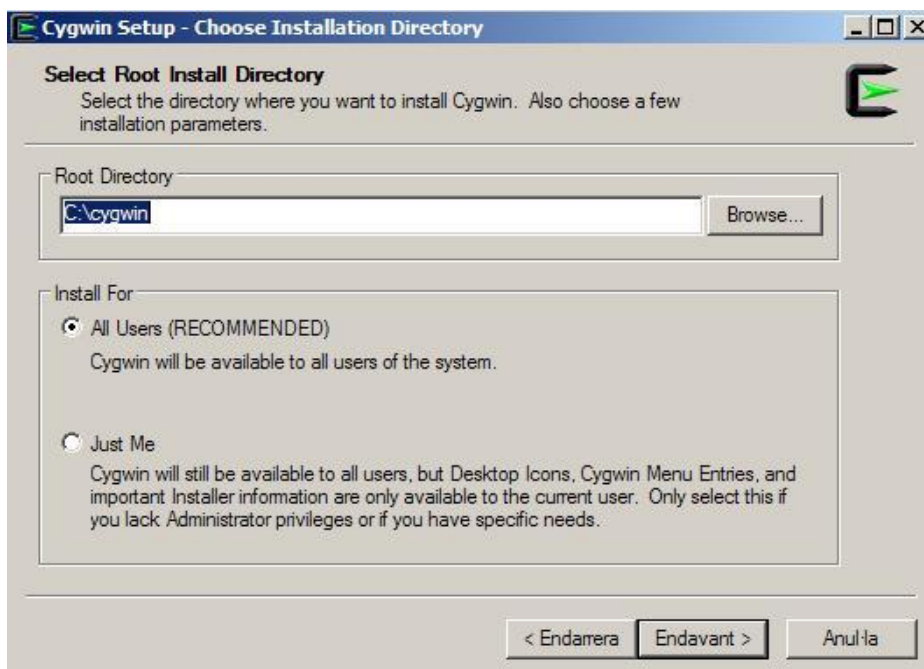 Cygwin Setup - Choose Installation Directory
Select Root Install Directory
Select the directory where you want to install Cygwin. Also choose a few
installation parameters.
Root Directory
C:\cygwin
Browse...
Install For
All Users (RECOMMENDED)
Cygwin will be available to all users of the system.
Just Me
Cygwin will still be available to all users, but Desktop Icons, Cygwin Menu Entries, and
important Installer information are only available to the current user. Only select this if
you lack Administrator privileges or if you have specific needs.
< Endarrera
Endavant >
Anul·la